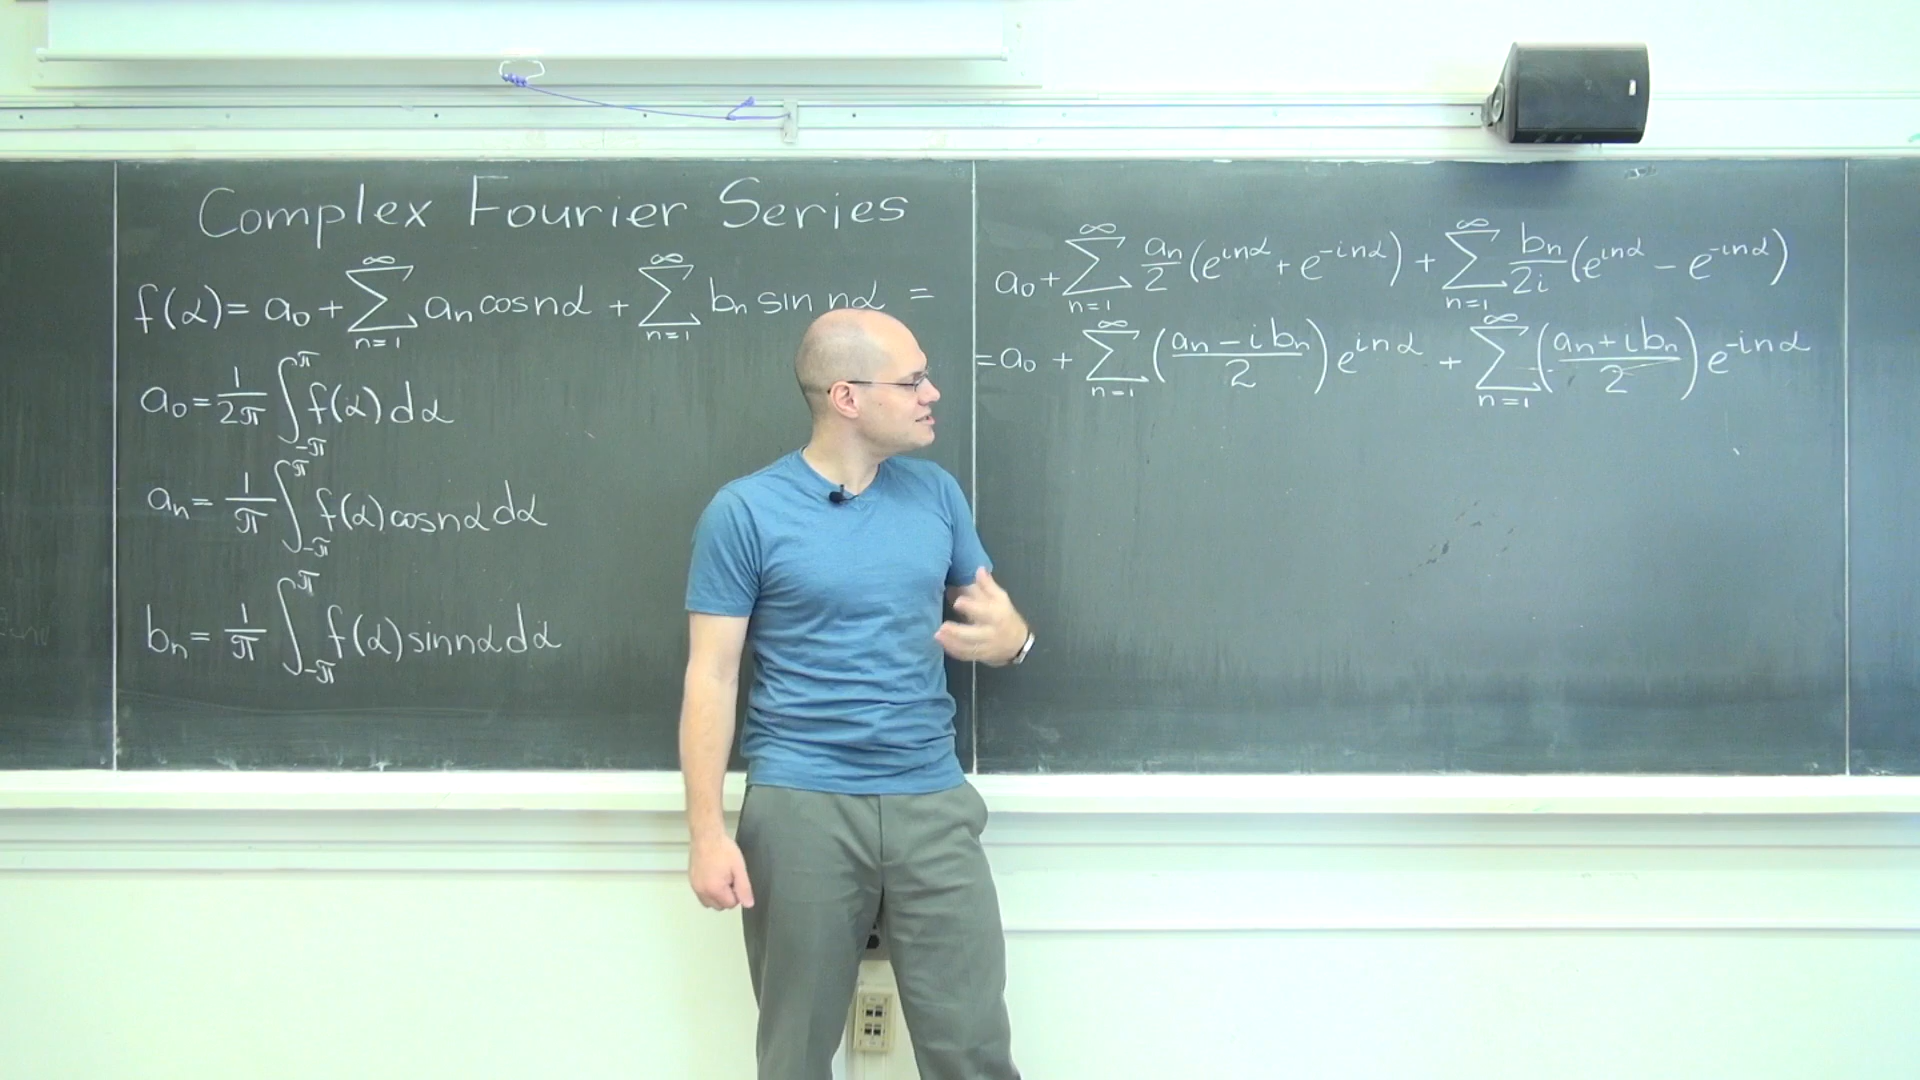 Complex Fourier Series
f(α) = a₀ + ∑_{n=1}^{∞} aₙ cos nα + ∑_{n=1}^{∞} bₙ sin nα =
a₀ = 1/2π ∫_{-π}^{π} f(α) dα
aₙ = 1/π ∫_{-π}^{π} f(α) cos nα dα
bₙ = 1/π ∫_{-π}^{π} f(α) sin nα dα
a₀ + ∑_{n=1}^{∞} aₙ/2 (e^{inα} + e^{-inα}) + ∑_{n=1}^{∞} bₙ/2i (e^{inα} - e^{-inα})
= a₀ + ∑_{n=1}^{∞} ((aₙ - i bₙ)/2) e^{inα} + ∑_{n=1}^{∞} ((aₙ + i bₙ)/2) e^{-inα}